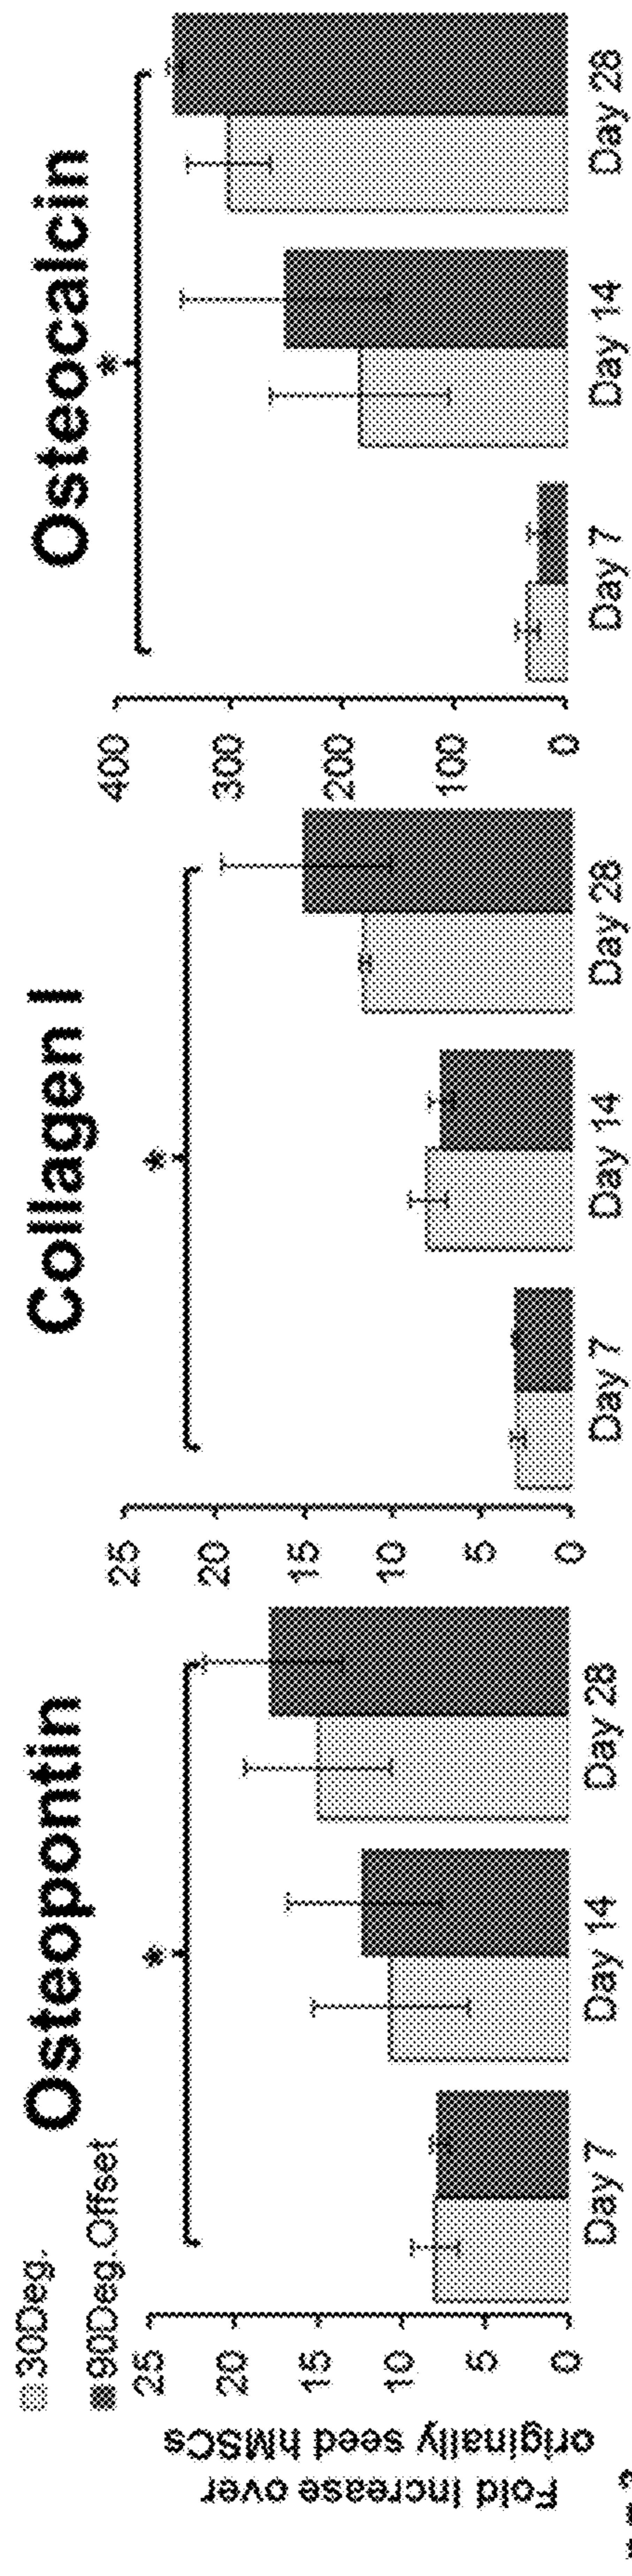 30Deg.
90Deg.Offset
Osteopontin
Collagen I
Osteocalcin
*
*
*
Fold increase over
originally seed hMSCs
25
20
15
10
5
0
Day 7
Day 14
Day 28
25
20
15
10
5
0
Day 7
Day 14
Day 28
400
300
200
100
0
Day 7
Day 14
Day 28